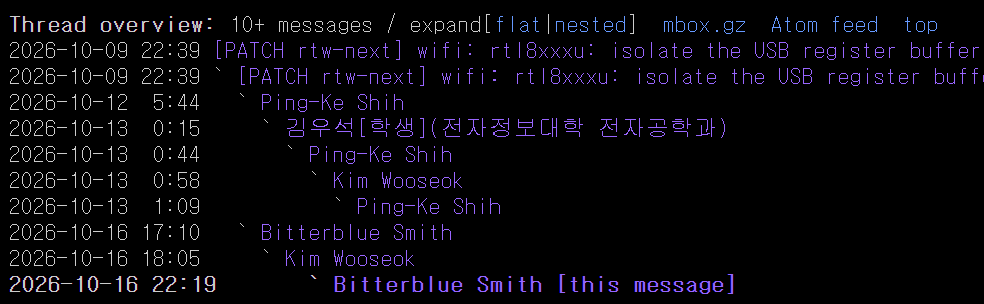 Thread overview: 10+ messages / expand[flat|nested]  mbox.gz  Atom feed  top
2026-10-09 22:39 [PATCH rtw-next] wifi: rtl8xxxu: isolate the USB register buffer
2026-10-09 22:39 ` [PATCH rtw-next] wifi: rtl8xxxu: isolate the USB register
2026-10-12  5:44   ` Ping-Ke Shih
2026-10-13  0:15     ` 김우석[학생](전자정보대학 전자공학과)
2026-10-13  0:44       ` Ping-Ke Shih
2026-10-13  0:58         ` Kim Wooseok
2026-10-13  1:09           ` Ping-Ke Shih
2026-10-16 17:10   ` Bitterblue Smith
2026-10-16 18:05     ` Kim Wooseok
2026-10-16 22:19       ` Bitterblue Smith [this message]